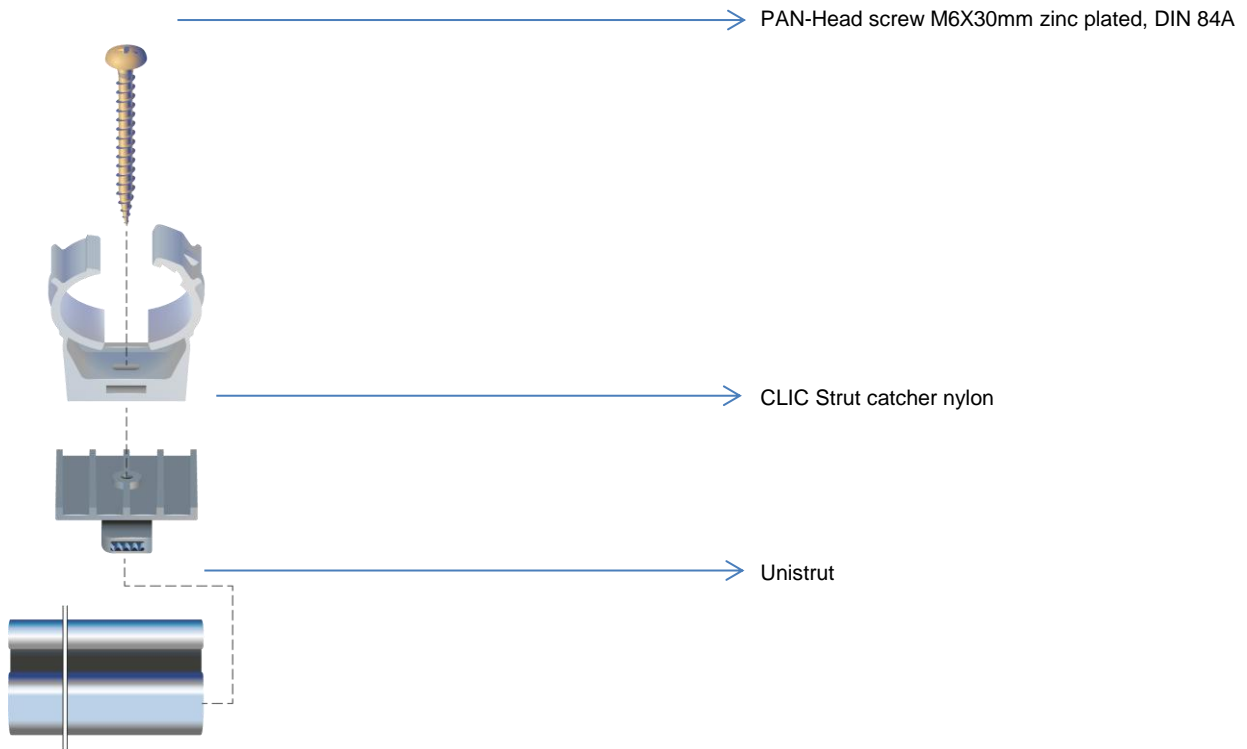 PAN-Head screw M6X30mm zinc plated, DIN 84A
CLIC Strut catcher nylon
Unistrut